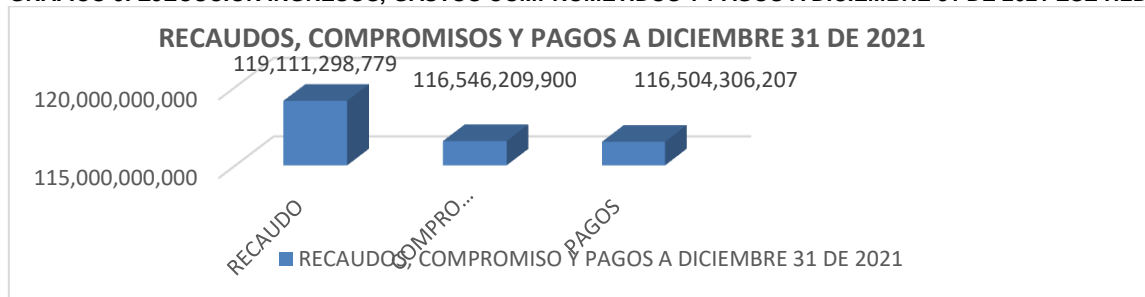 RECAUDOS, COMPROMISOS Y PAGOS A DICIEMBRE 31 DE 2021
119,111,298,779
116,546,209,900
116,504,306,207
120,000,000,000
115,000,000,000
RECAUDO
COMPRO...
PAGOS
RECAUDOS, COMPROMISO Y PAGOS A DICIEMBRE 31 DE 2021